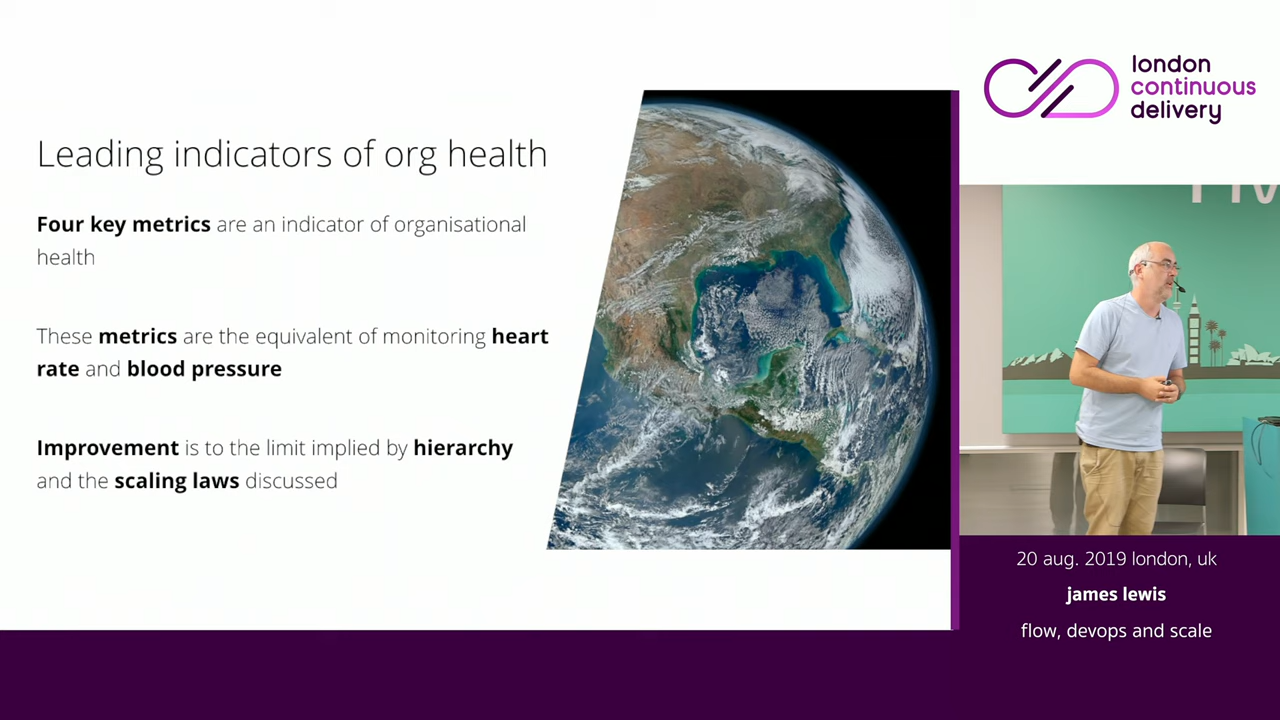 Leading indicators of org health
Four key metrics are an indicator of organisational
health
These metrics are the equivalent of monitoring heart
rate and blood pressure
Improvement is to the limit implied by hierarchy
and the scaling laws discussed
london
continuous
delivery
20 aug. 2019 london, uk
james lewis
flow, devops and scale